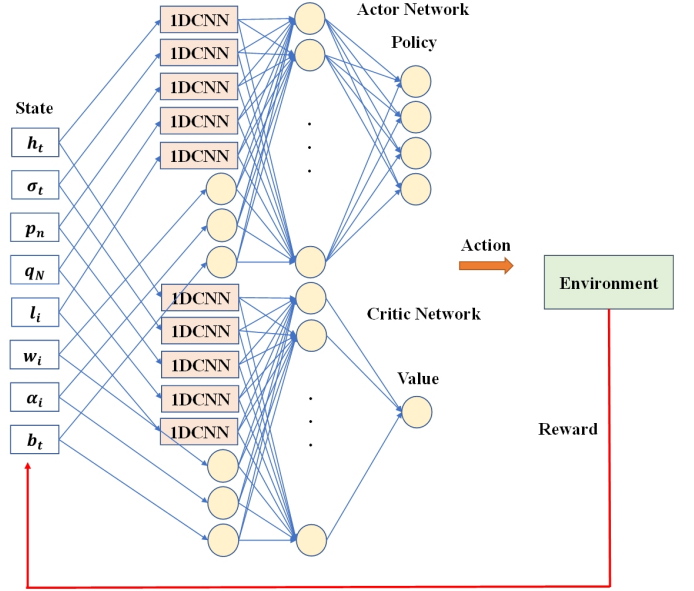 Actor Network
Policy
1DCNN
1DCNN
1DCNN
1DCNN
1DCNN
State
h_t
σ_t
p_n
q_N
l_i
w_i
α_i
b_t
.
.
.
Action
Environment
1DCNN
1DCNN
1DCNN
1DCNN
1DCNN
Critic Network
Value
.
.
.
Reward